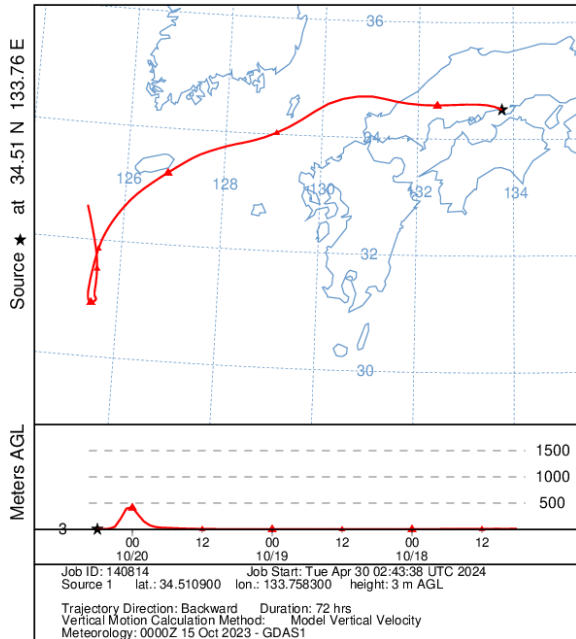 36
Source ★ at 34.51 N 133.76 E
34
126
128
130
132
134
32
30
Meters AGL
1500
1000
500
3
00 12 00 12 00 12
10/20 10/19 10/18
Job ID: 140814 Job Start: Tue Apr 30 02:43:38 UTC 2024
Source 1 lat.: 34.510900 lon.: 133.758300 height: 3 m AGL
Trajectory Direction: Backward Duration: 72 hrs
Vertical Motion Calculation Method: Model Vertical Velocity
Meteorology: 0000Z 15 Oct 2023 - GDAS1